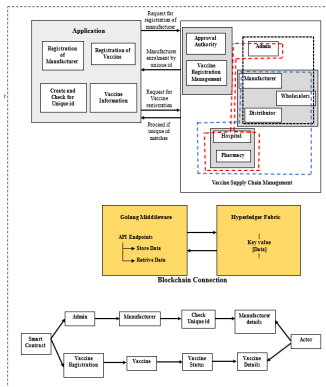 Application
Registration
of
Manufacturer
Registration of
Vaccine
Create and
Check for
Unique id
Vaccine
Information
Request for
registration of
manufacturer
Manufacturer
enrolment by
unique id
Request for
Vaccine
registration
Proceed if
unique id
matches
Approval
Authority
Vaccine
Registration
Management
Admin
Manufacturer
Wholesalers
Distributor
Hospital
Pharmacy
Vaccine Supply Chain Management
Golang Middleware
API Endpoints
Store Data
Retrive Data
Hyperledger Fabric
{
Key value
[Data]
}
Blockchain Connection
Smart
Contract
Admin
Manufacturer
Check
Unique id
Manufacturer
details
Actor
Vaccine
Registration
Vaccine
Vaccine
Status
Vaccine
Details